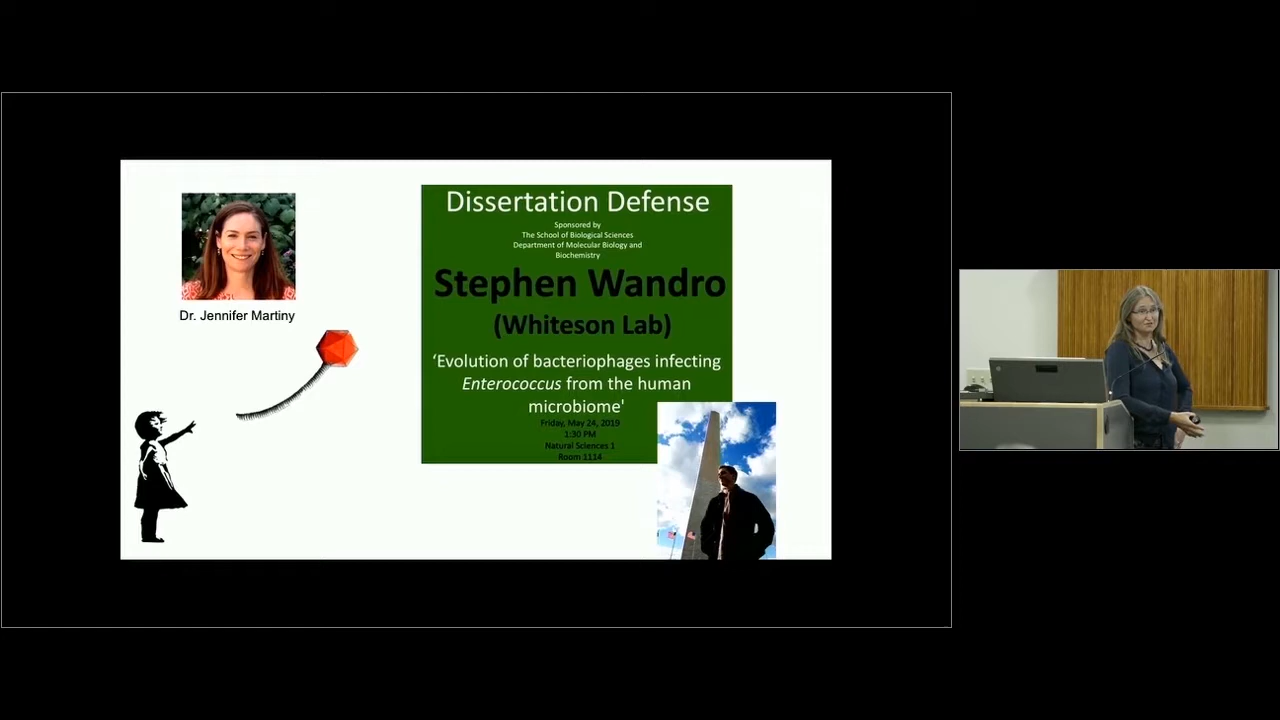 Dr. Jennifer Martiny
Dissertation Defense
Sponsored by
The School of Biological Sciences
Department of Molecular Biology and
Biochemistry
Stephen Wandro
(Whiteson Lab)
‘Evolution of bacteriophages infecting
Enterococcus from the human
microbiome'
Friday, May 24, 2019
1:30 PM
Natural Sciences 1
Room 1114